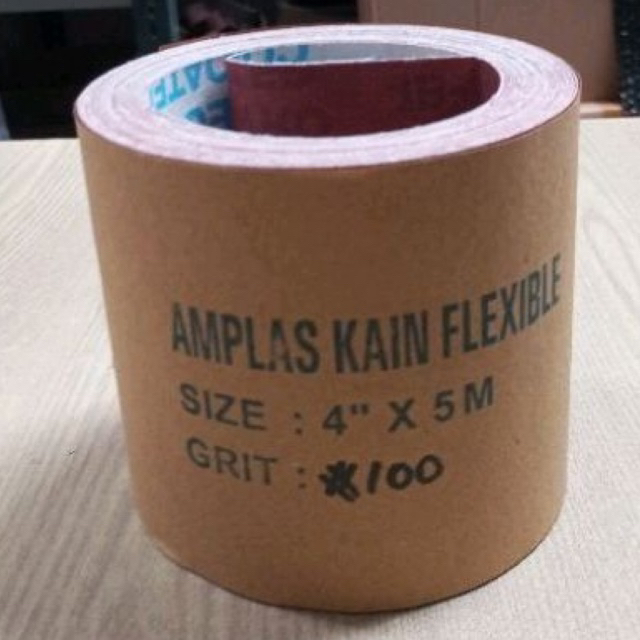 AMPLAS KAIN FLEXIBLE
SIZE : 4" X 5M
GRIT : *100